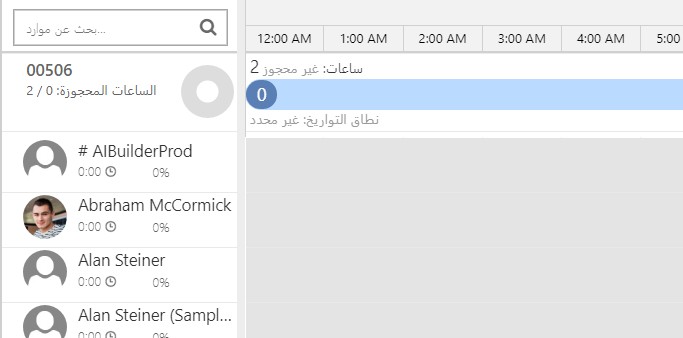 بحث عن موارد...
12:00 AM 1:00 AM 2:00 AM 3:00 AM 4:00 AM 5:00
00506
الساعات المحجوزة: 0 / 2
ساعات: غير محجوز 2
0
نطاق التواريخ: غير محدد
# AIBuilderProd
0:00 0%
Abraham McCormick
0:00 0%
Alan Steiner
0:00 0%
Alan Steiner (Sampl...
0:00 0%